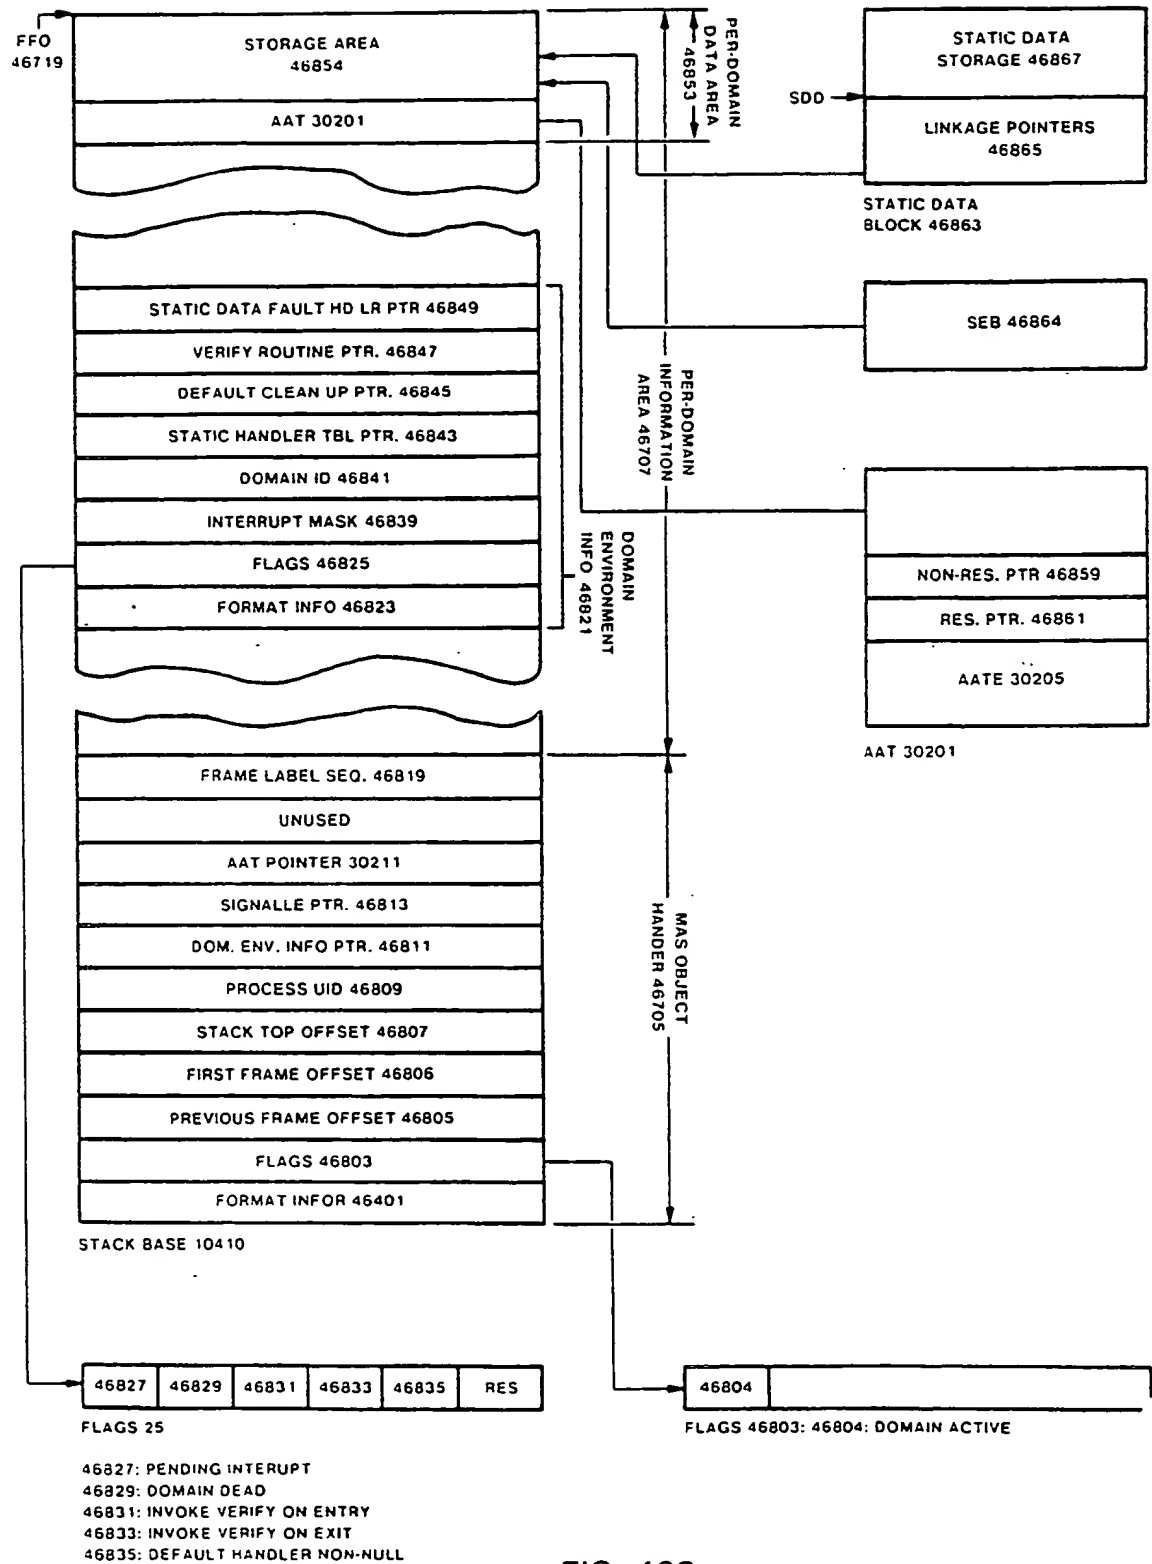 FFO
46719
STORAGE AREA
46854
AAT 30201
PER-DOMAIN
DATA AREA
46853
STATIC DATA
STORAGE 46867
SDD
LINKAGE POINTERS
46865
STATIC DATA
BLOCK 46863
STATIC DATA FAULT HD LR PTR 46849
VERIFY ROUTINE PTR. 46847
DEFAULT CLEAN UP PTR. 46845
STATIC HANDLER TBL PTR. 46843
DOMAIN ID 46841
INTERRUPT MASK 46839
FLAGS 46825
FORMAT INFO 46823
DOMAIN
ENVIRONMENT
INFO 46821
PER-DOMAIN
INFORMATION
AREA 46707
SEB 46864
NON-RES. PTR 46859
RES. PTR. 46861
AATE 30205
AAT 30201
FRAME LABEL SEQ. 46819
UNUSED
AAT POINTER 30211
SIGNALLE PTR. 46813
DOM. ENV. INFO PTR. 46811
PROCESS UID 46809
STACK TOP OFFSET 46807
FIRST FRAME OFFSET 46806
PREVIOUS FRAME OFFSET 46805
FLAGS 46803
FORMAT INFOR 46401
STACK BASE 10410
MAS OBJECT
HANDER 46705
46827 46829 46831 46833 46835 RES
FLAGS 25
46804
FLAGS 46803: 46804: DOMAIN ACTIVE
46827: PENDING INTERUPT
46829: DOMAIN DEAD
46831: INVOKE VERIFY ON ENTRY
46833: INVOKE VERIFY ON EXIT
46835: DEFAULT HANDLER NON-NULL